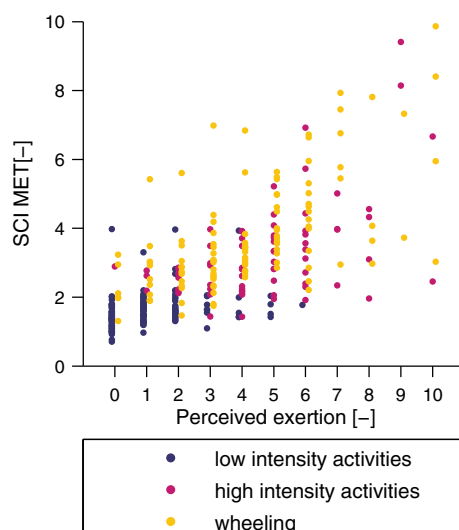 10
8
6
4
2
0
SCI MET[-]
0 1 2 3 4 5 6 7 8 9 10
Perceived exertion [-]
low intensity activities
high intensity activities
wheeling